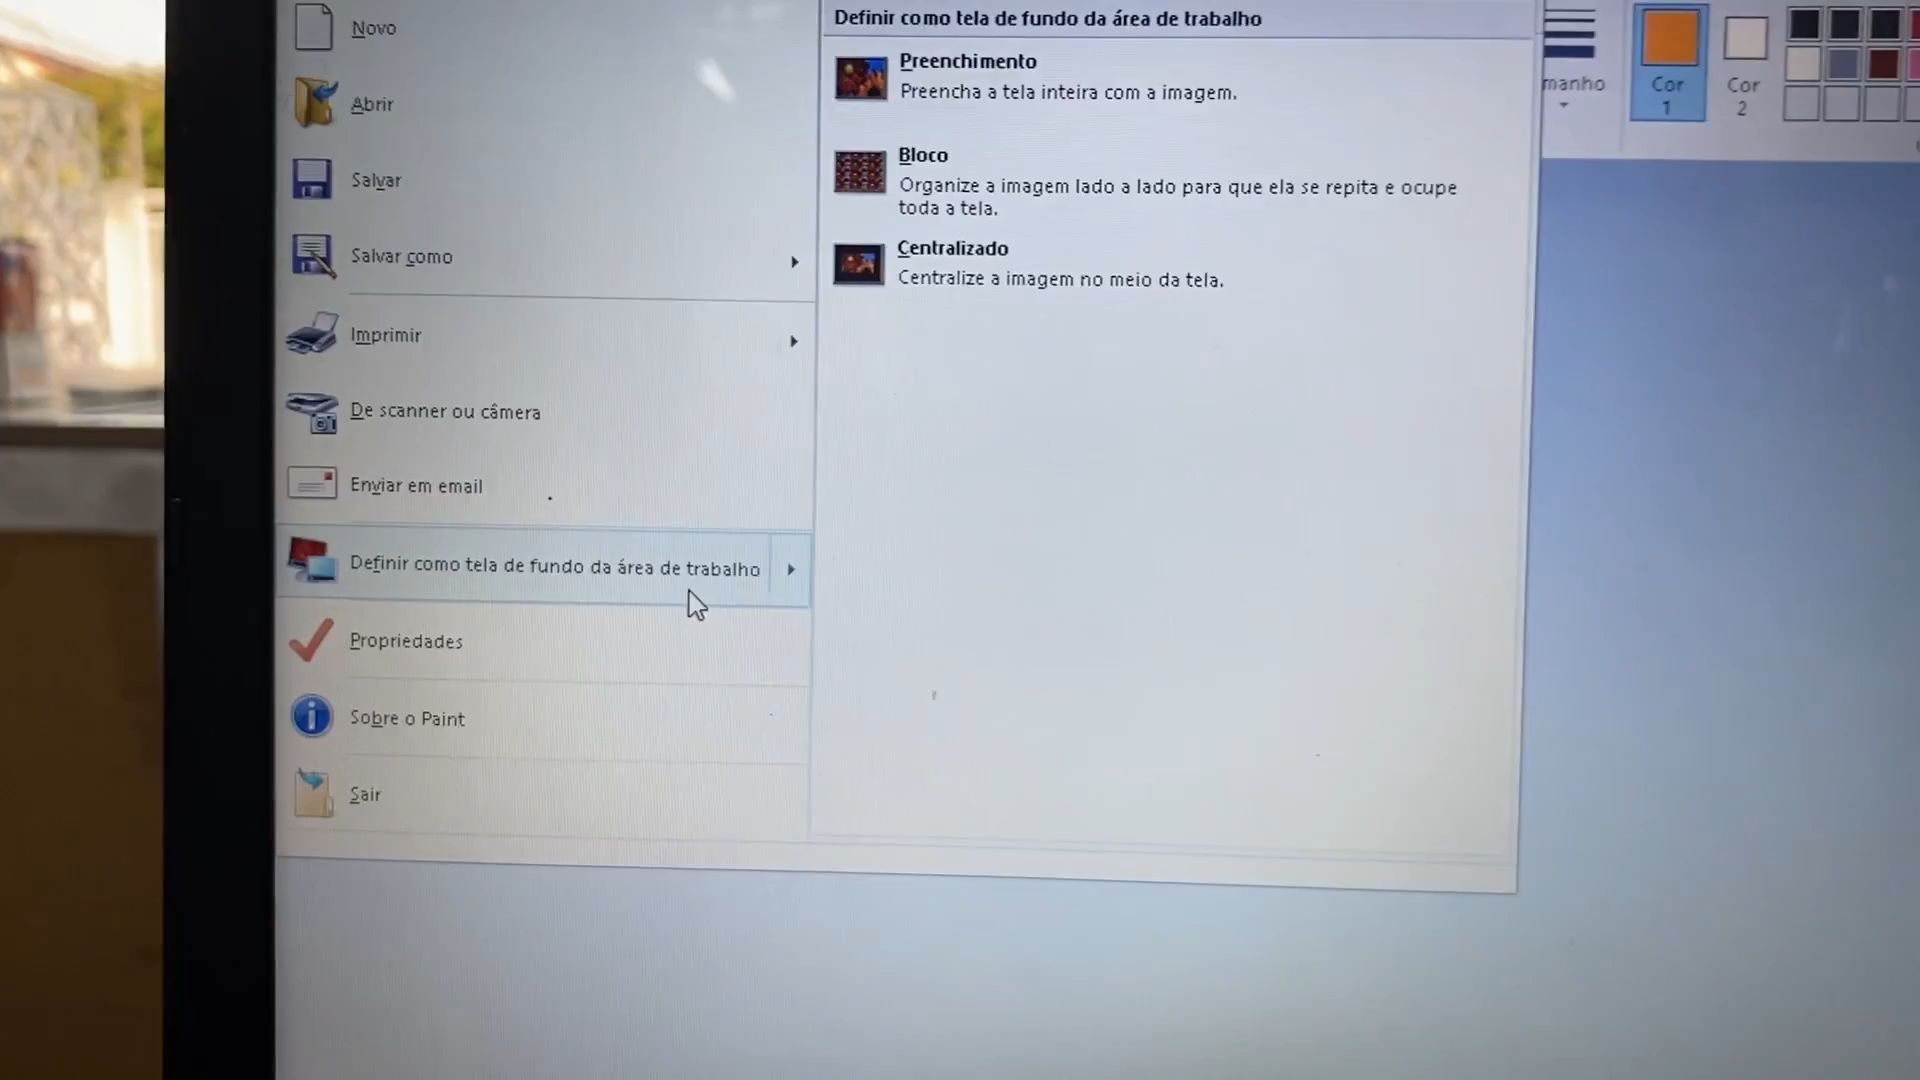 Novo
Abrir
Salvar
Salvar como
Imprimir
De scanner ou câmera
Enviar em email
Definir como tela de fundo da área de trabalho
Propriedades
Sobre o Paint
Sair
Definir como tela de fundo da área de trabalho
Preenchimento
Preencha a tela inteira com a imagem.
Bloco
Organize a imagem lado a lado para que ela se repita e ocupe
toda a tela.
Centralizado
Centralize a imagem no meio da tela.
manho
Cor
1
Cor
2